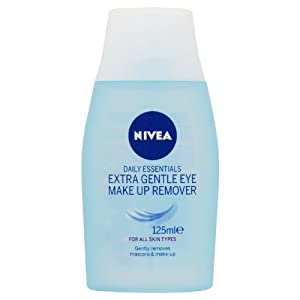 NIVEA
DAILY ESSENTIALS
EXTRA GENTLE EYE
MAKE UP REMOVER
125ml℮
FOR ALL SKIN TYPES
Gently removes
mascara & make-up